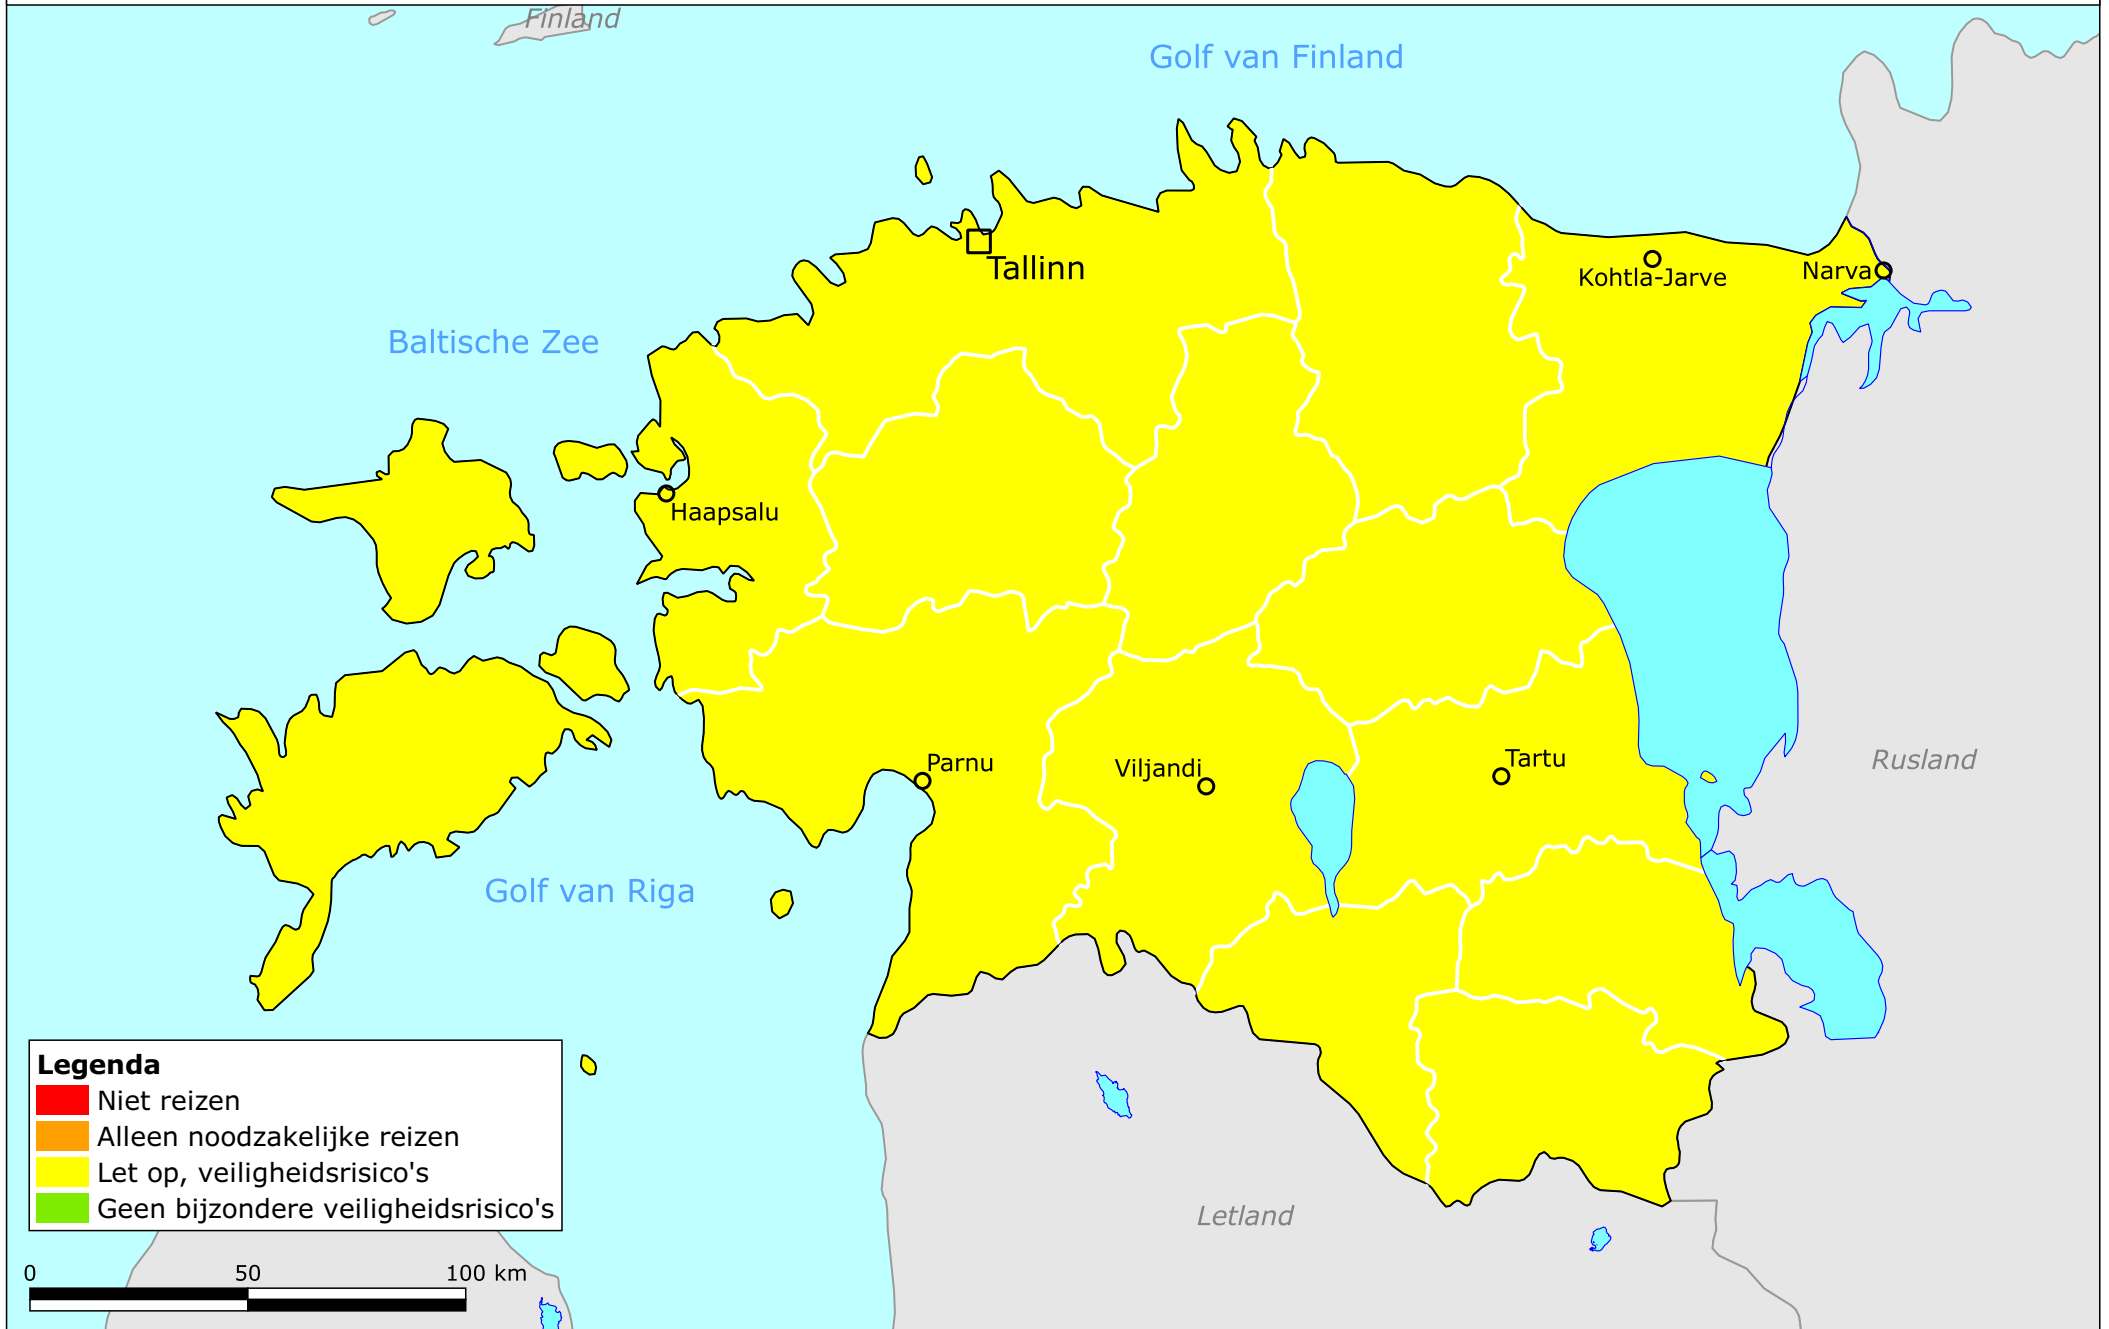 Finland
Golf van Finland
Tallinn
Kohtla-Jarve
Narva
Baltische Zee
Haapsalu
Parnu
Viljandi
Tartu
Rusland
Golf van Riga
Legenda
Niet reizen
Alleen noodzakelijke reizen
Let op, veiligheidsrisico's
Geen bijzondere veiligheidsrisico's
Letland
0 50 100 km